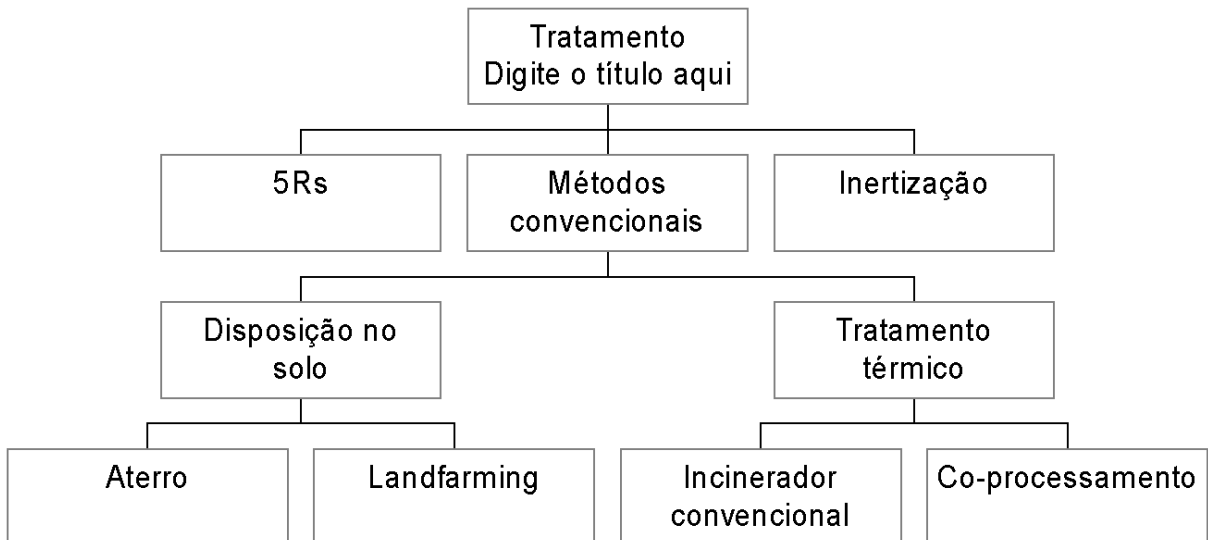 Tratamento
Digite o título aqui
5Rs
Métodos
convencionais
Inertização
Disposição no
solo
Tratamento
térmico
Aterro
Landfarming
Incinerador
convencional
Co-processamento